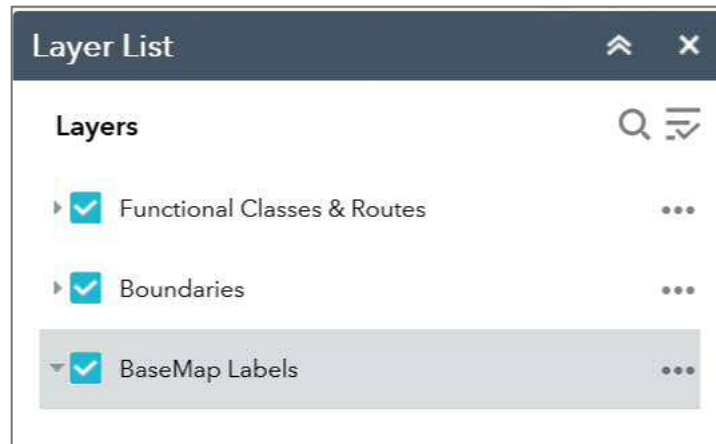 Layer List
Layers
Functional Classes & Routes
Boundaries
BaseMap Labels